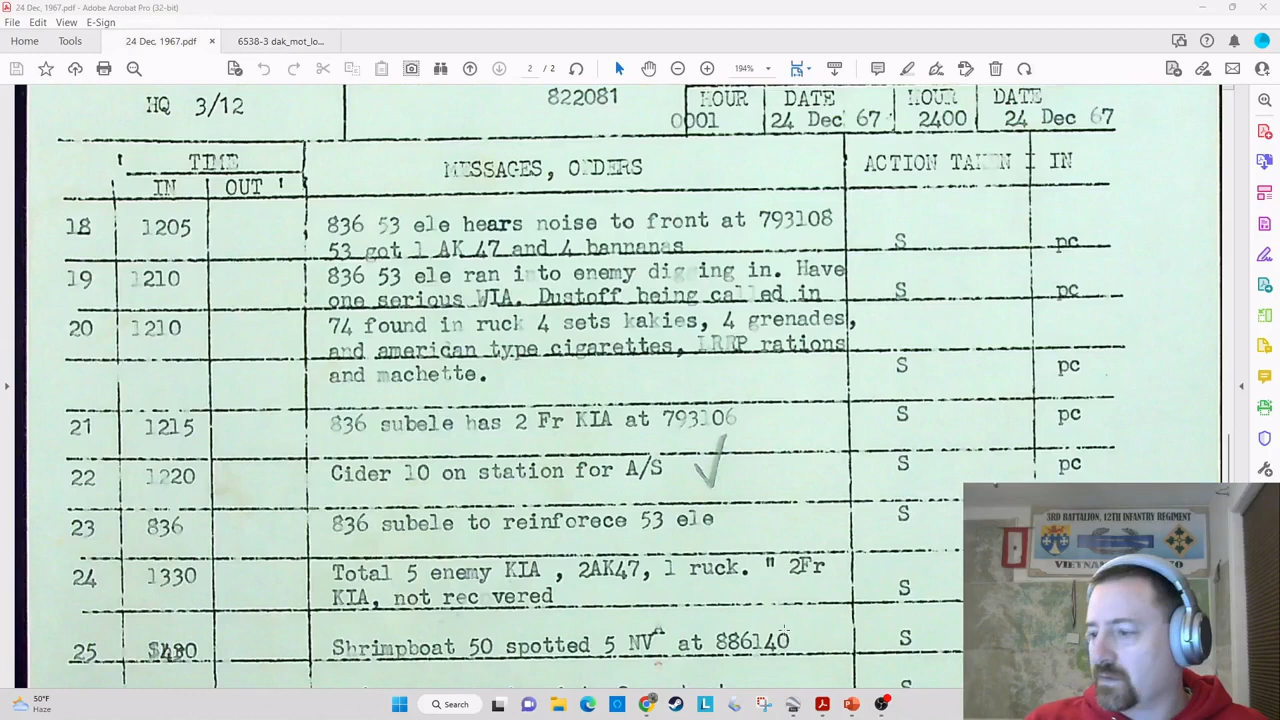 24 Dec, 1967.pdf - Adobe Acrobat Pro (32-bit)
File Edit View E-Sign
Home Tools 24 Dec, 1967.pdf × 6538-3 dak_mot_lo...
2 / 2 194%
HQ 3/12 822081 HOUR DATE HOUR DATE
0001 24 Dec 67 2400 24 Dec 67
TIME MESSAGES, ORDERS ACTION TAKEN IN
IN OUT
18 1205 836 53 ele hears noise to front at 793108
53 got 1 AK 47 and 4 bannanas S pc
19 1210 836 53 ele ran into enemy digging in. Have
one serious WIA. Dustoff being called in S pc
20 1210 74 found in ruck 4 sets kakies, 4 grenades,
and american type cigarettes, LRRP rations
and machette. S pc
21 1215 836 subele has 2 Fr KIA at 793106 S pc
22 1220 Cider 10 on station for A/S S pc
23 836 836 subele to reinforece 53 ele S
24 1330 Total 5 enemy KIA , 2AK47, 1 ruck. " 2Fr
KIA, not recovered S
25 Shrimpboat 50 spotted 5 NVA at 886140 S
S
3RD BATTALION, 12TH INFANTRY REGIMENT
50°F
Haze
Search